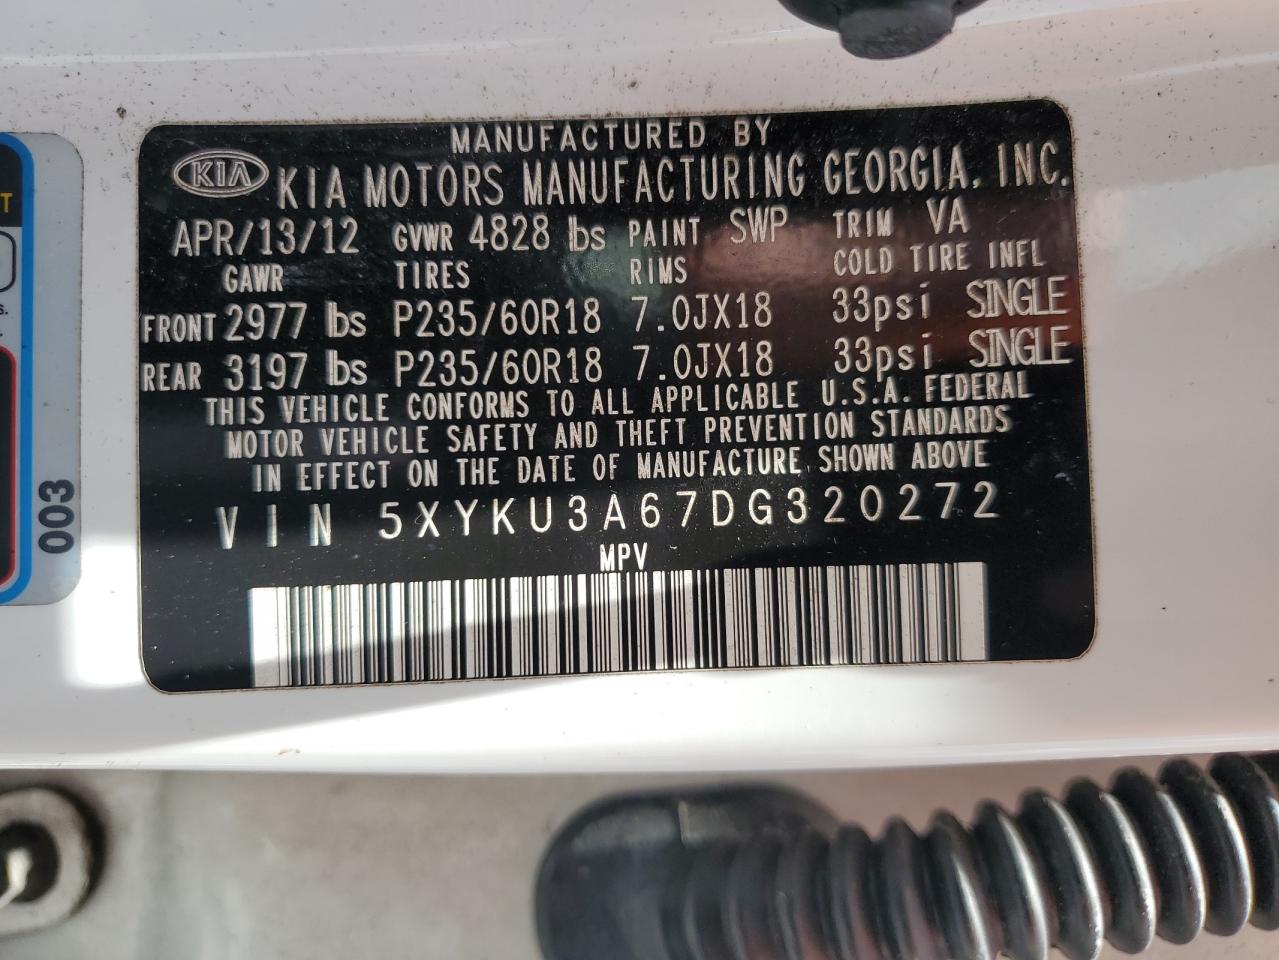 MANUFACTURED BY
KIA KIA MOTORS MANUFACTURING GEORGIA, INC.
APR/13/12 GVWR 4828 lbs PAINT SWP TRIM VA
GAWR TIRES RIMS COLD TIRE INFL
FRONT 2977 lbs P235/60R18 7.0JX18 33psi SINGLE
REAR 3197 lbs P235/60R18 7.0JX18 33psi SINGLE
THIS VEHICLE CONFORMS TO ALL APPLICABLE U.S.A. FEDERAL
MOTOR VEHICLE SAFETY AND THEFT PREVENTION STANDARDS
IN EFFECT ON THE DATE OF MANUFACTURE SHOWN ABOVE
VIN 5XYKU3A67DG320272
MPV
003